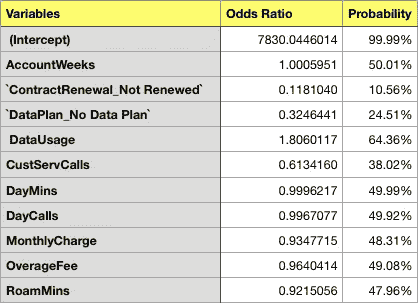 Variables Odds Ratio Probability
(Intercept) 7830.0446014 99.99%
AccountWeeks 1.0005951 50.01%
`ContractRenewal_Not Renewed` 0.1181040 10.56%
`DataPlan_No Data Plan` 0.3246441 24.51%
DataUsage 1.8060117 64.36%
CustServCalls 0.6134160 38.02%
DayMins 0.9996217 49.99%
DayCalls 0.9967077 49.92%
MonthlyCharge 0.9347715 48.31%
OverageFee 0.9640414 49.08%
RoamMins 0.9215056 47.96%